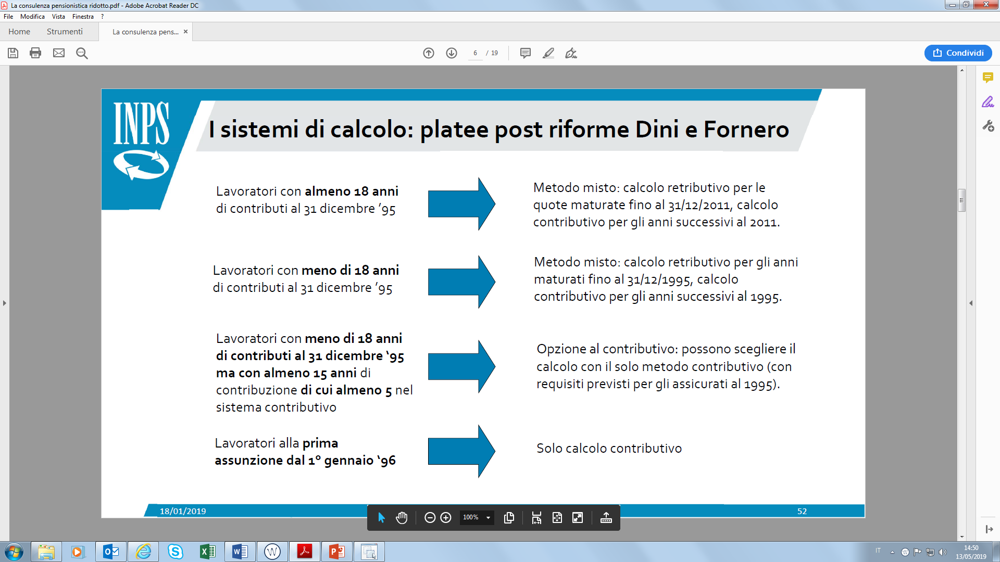 La consulenza pensionistica ridotto.pdf - Adobe Acrobat Reader DC
File Modifica Vista Finestra ?
Home Strumenti La consulenza pens... ×
6 / 19 Condividi
INPS
I sistemi di calcolo: platee post riforme Dini e Fornero
Lavoratori con almeno 18 anni
di contributi al 31 dicembre ’95
Metodo misto: calcolo retributivo per le
quote maturate fino al 31/12/2011, calcolo
contributivo per gli anni successivi al 2011.
Lavoratori con meno di 18 anni
di contributi al 31 dicembre ’95
Metodo misto: calcolo retributivo per gli anni
maturati fino al 31/12/1995, calcolo
contributivo per gli anni successivi al 1995.
Lavoratori con meno di 18 anni
di contributi al 31 dicembre ‘95
ma con almeno 15 anni di
contribuzione di cui almeno 5 nel
sistema contributivo
Opzione al contributivo: possono scegliere il
calcolo con il solo metodo contributivo (con
requisiti previsti per gli assicurati al 1995).
Lavoratori alla prima
assunzione dal 1° gennaio ‘96
Solo calcolo contributivo
18/01/2019 52
100%
IT 14:50
13/05/2019